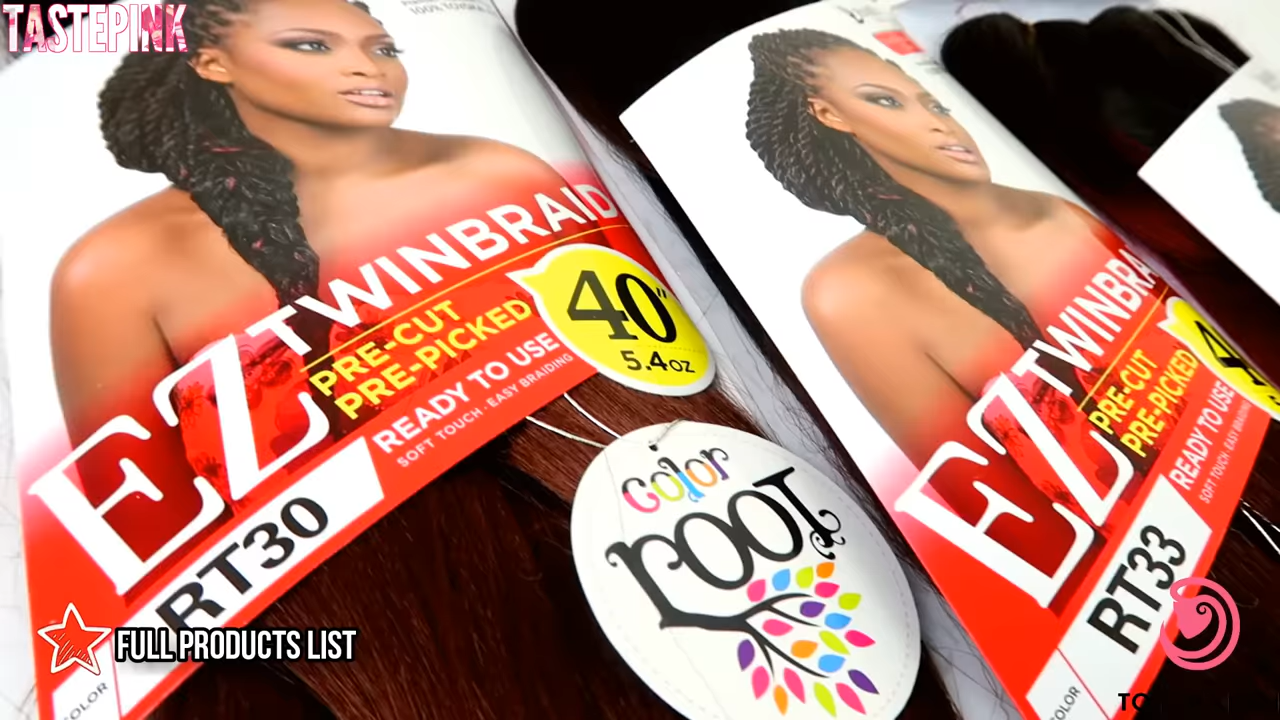 TASTEPINK
EZ TWINBRAID
PRE-CUT
PRE-PICKED
READY TO USE
SOFT TOUCH · EASY BRAIDING
40"
5.4oz
RT30
COLOR
color
root
EZ TWINBRA
PRE-CUT
PRE-PICKED
READY TO USE
SOFT TOUCH · EASY BRAIDING
4
RT33
COLOR
FULL PRODUCTS LIST